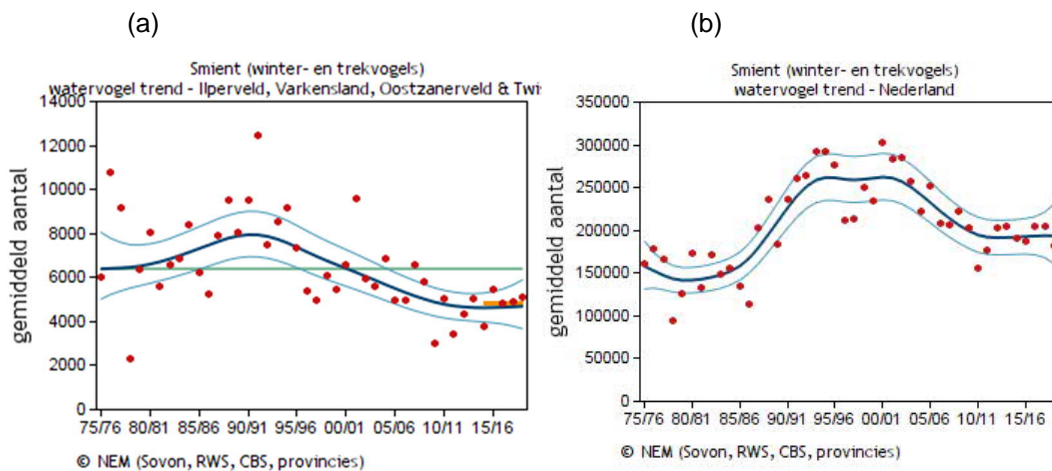 (a)
Smient (winter- en trekvogels)
watervogel trend - Ilperveld, Varkensland, Oostzanerveld & Twi
gemiddeld aantal
14000
12000
10000
8000
6000
4000
2000
0
75/76 80/81 85/86 90/91 95/96 00/01 05/06 10/11 15/16
© NEM (Sovon, RWS, CBS, provincies)
(b)
Smient (winter- en trekvogels)
watervogel trend - Nederland
gemiddeld aantal
350000
300000
250000
200000
150000
100000
50000
0
75/76 80/81 85/86 90/91 95/96 00/01 05/06 10/11 15/16
© NEM (Sovon, RWS, CBS, provincies)